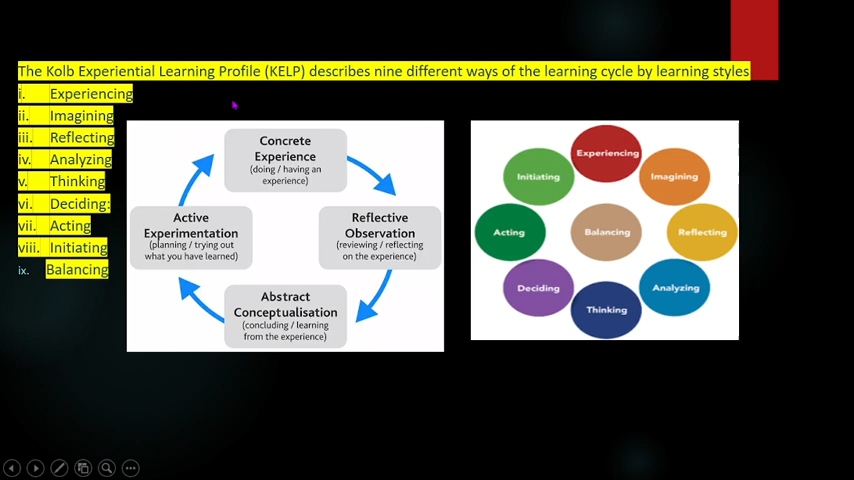 The Kolb Experiential Learning Profile (KELP) describes nine different ways of the learning cycle by learning styles
i. Experiencing
ii. Imagining
iii. Reflecting
iv. Analyzing
v. Thinking
vi. Deciding:
vii. Acting
viii. Initiating
ix. Balancing
Concrete
Experience
(doing / having an
experience)
Reflective
Observation
(reviewing / reflecting
on the experience)
Abstract
Conceptualisation
(concluding / learning
from the experience)
Active
Experimentation
(planning / trying out
what you have learned)
Experiencing
Initiating
Imagining
Acting
Balancing
Reflecting
Deciding
Analyzing
Thinking